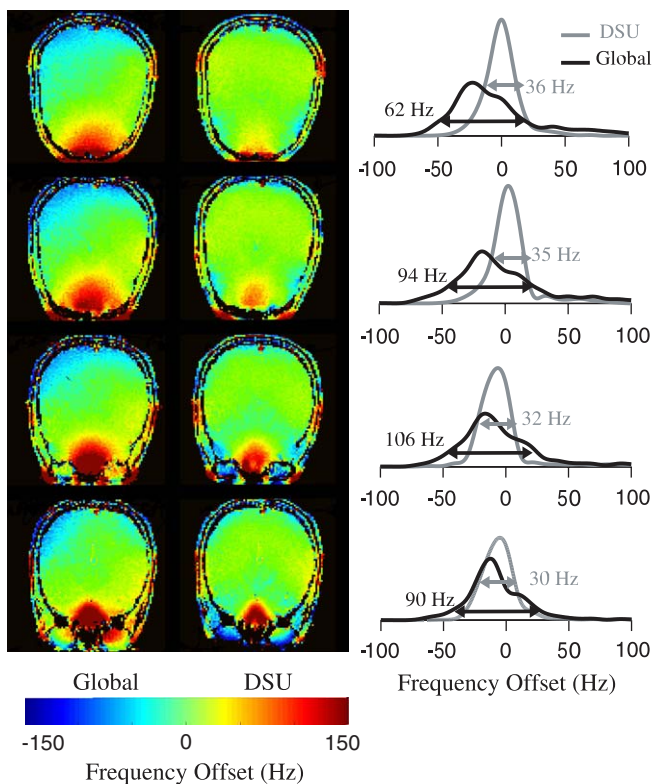 DSU
Global
36 Hz
62 Hz
-100 -50 0 50 100
35 Hz
94 Hz
-100 -50 0 50 100
32 Hz
106 Hz
-100 -50 0 50 100
30 Hz
90 Hz
-100 -50 0 50 100
Frequency Offset (Hz)
Global DSU
-150 0 150
Frequency Offset (Hz)